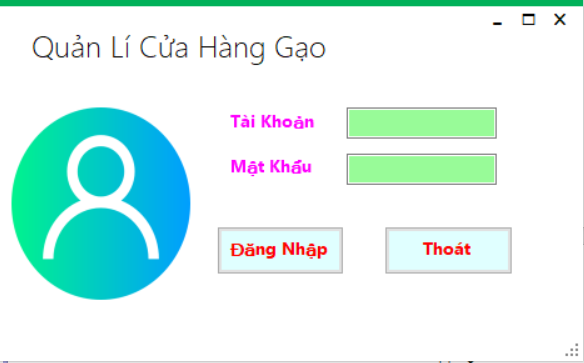 Quản Lí Cửa Hàng Gạo
Tài Khoản
Mật Khẩu
Đăng Nhập
Thoát